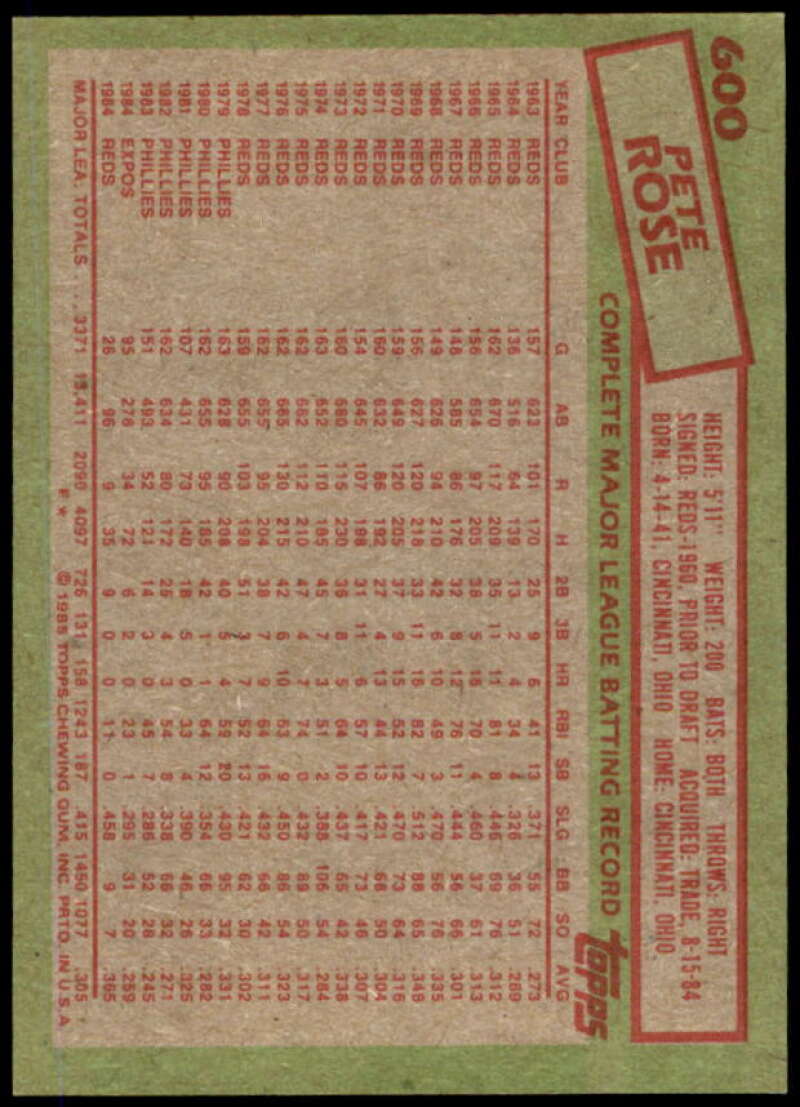 600
PETE
ROSE
HEIGHT: 5'11" WEIGHT: 200 BATS: BOTH THROWS: RIGHT
SIGNED: REDS-1960, PRIOR TO DRAFT ACQUIRED: TRADE, 8-15-84
BORN: 4-14-41, CINCINNATI, OHIO HOME: CINCINNATI, OHIO
COMPLETE MAJOR LEAGUE BATTING RECORD
Topps
YEAR CLUB G AB R H 2B 3B HR RBI SB SLG BB SO AVG
1963 REDS 157 623 101 170 25 9 6 41 13 .371 55 72 .273
1964 REDS 136 516 64 139 13 2 4 34 4 .326 36 51 .269
1965 REDS 162 670 117 209 35 11 11 81 8 .446 69 76 .312
1966 REDS 156 654 97 205 38 5 16 70 4 .460 37 61 .313
1967 REDS 148 585 86 176 32 8 12 76 11 .444 56 66 .301
1968 REDS 149 626 94 210 42 6 10 49 3 .470 56 76 .335
1969 REDS 156 627 120 218 33 11 16 82 7 .512 88 65 .348
1970 REDS 159 649 120 205 37 9 15 52 12 .470 73 64 .316
1971 REDS 160 632 86 192 27 4 13 44 13 .421 68 50 .304
1972 REDS 154 645 107 198 31 11 6 57 10 .417 73 46 .307
1973 REDS 160 680 115 230 36 8 5 64 10 .437 65 42 .338
1974 REDS 163 652 110 185 45 7 3 51 2 .388 106 54 .284
1975 REDS 162 662 112 210 47 4 7 74 0 .432 89 50 .317
1976 REDS 162 665 130 215 42 6 10 63 9 .450 86 54 .323
1977 REDS 162 655 95 204 38 7 9 64 16 .432 66 42 .311
1978 REDS 159 655 103 198 51 3 7 52 13 .421 62 30 .302
1979 PHILLIES 163 628 90 208 40 5 4 59 20 .430 95 32 .331
1980 PHILLIES 162 655 95 185 42 1 1 64 12 .354 66 33 .282
1981 PHILLIES 107 431 73 140 18 5 0 33 4 .390 46 26 .325
1982 PHILLIES 162 634 80 172 25 4 3 54 8 .338 66 32 .271
1983 PHILLIES 151 493 52 121 14 3 0 45 7 .286 52 28 .245
1984 EXPOS 95 278 34 72 6 2 0 23 1 .295 31 20 .259
1984 REDS 26 96 9 35 9 0 0 11 0 .458 9 7 .365
MAJOR LEA. TOTALS . . 3371 13,411 2090 4097 726 131 158 1243 187 .415 1450 1077 .305
F* © 1985 TOPPS CHEWING GUM, INC. PRTD. IN U.S.A.